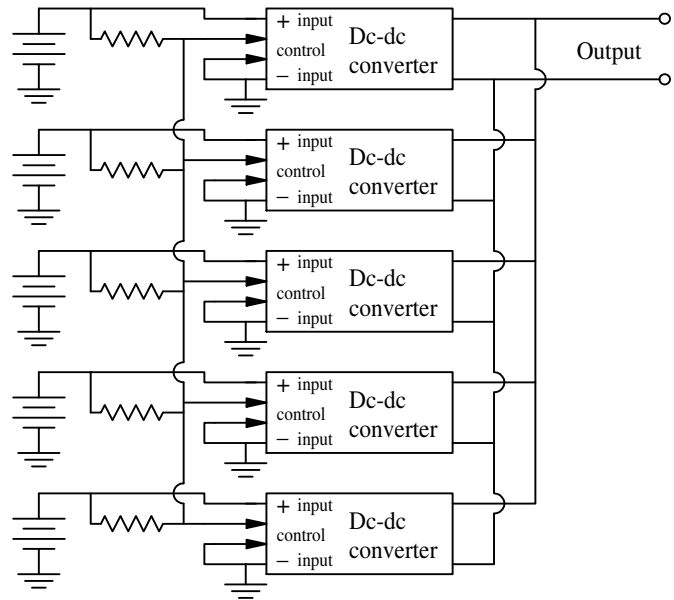 + input
control
− input
Dc-dc
converter
Output
+ input
control
− input
Dc-dc
converter
+ input
control
− input
Dc-dc
converter
+ input
control
− input
Dc-dc
converter
+ input
control
− input
Dc-dc
converter